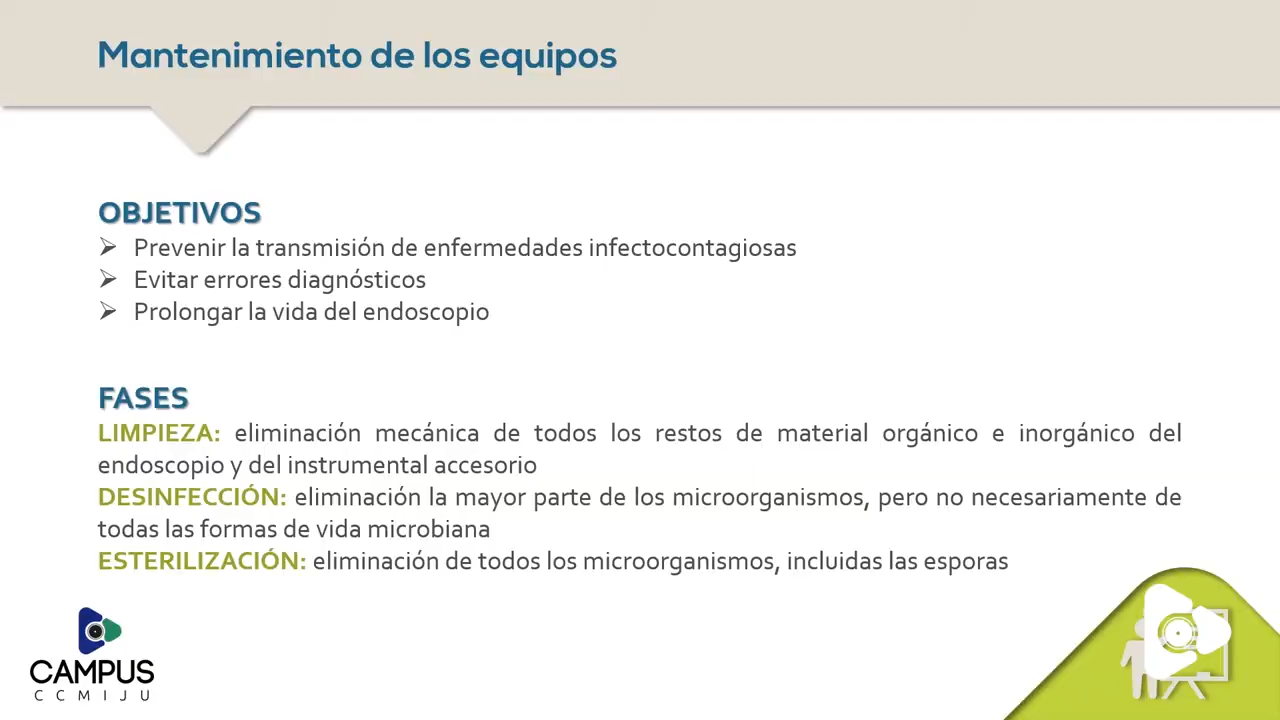 Mantenimiento de los equipos
OBJETIVOS
Prevenir la transmisión de enfermedades infectocontagiosas
Evitar errores diagnósticos
Prolongar la vida del endoscopio
FASES
LIMPIEZA: eliminación mecánica de todos los restos de material orgánico e inorgánico del
endoscopio y del instrumental accesorio
DESINFECCIÓN: eliminación la mayor parte de los microorganismos, pero no necesariamente de
todas las formas de vida microbiana
ESTERILIZACIÓN: eliminación de todos los microorganismos, incluidas las esporas
CAMPUS
CCMIJU